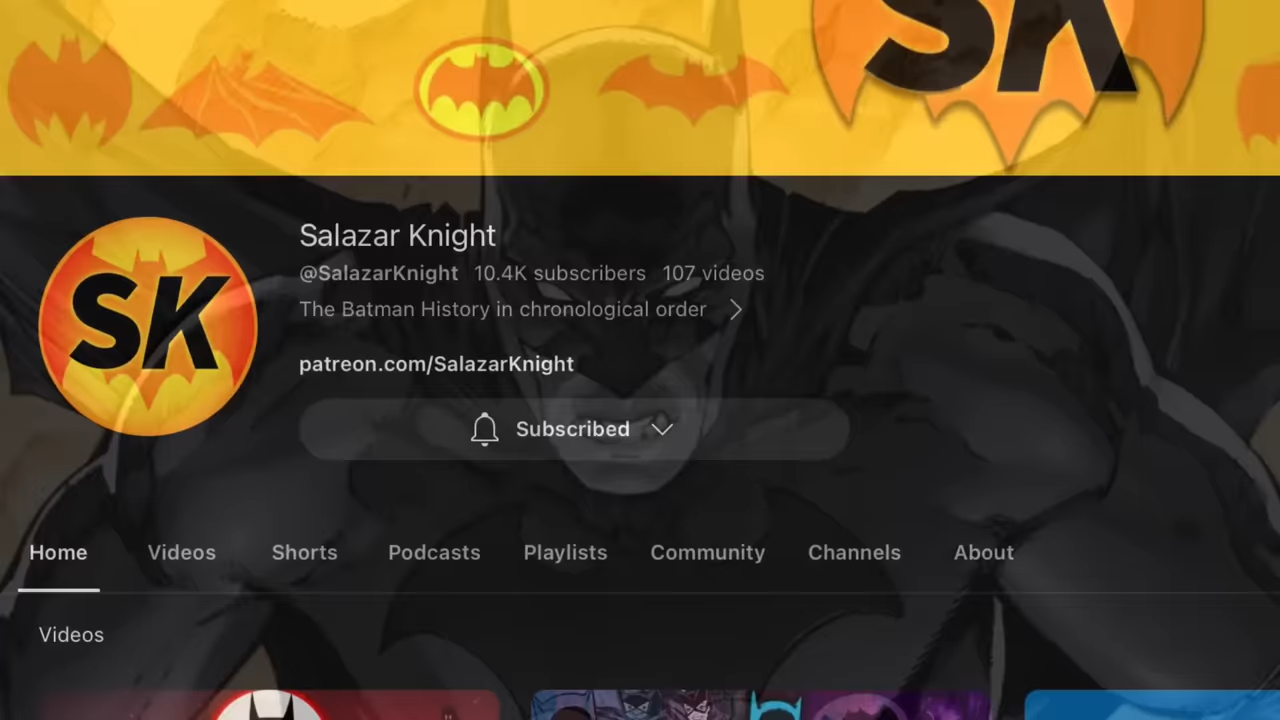 SK
SK
Salazar Knight
@SalazarKnight 10.4K subscribers 107 videos
The Batman History in chronological order
patreon.com/SalazarKnight
Subscribed
Home Videos Shorts Podcasts Playlists Community Channels About
Videos